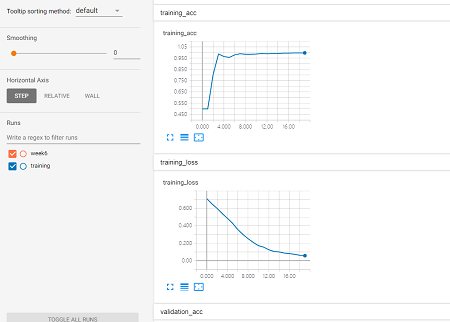 Tooltip sorting method: default
Smoothing
0
Horizontal Axis
STEP RELATIVE WALL
Runs
Write a regex to filter runs
week6
training
TOGGLE ALL RUNS
training_acc
training_acc
1.05
0.950
0.850
0.750
0.650
0.550
0.450
0.000 4.000 8.000 12.00 16.00
training_loss
training_loss
0.600
0.400
0.200
0.00
0.000 4.000 8.000 12.00 16.00
validation_acc